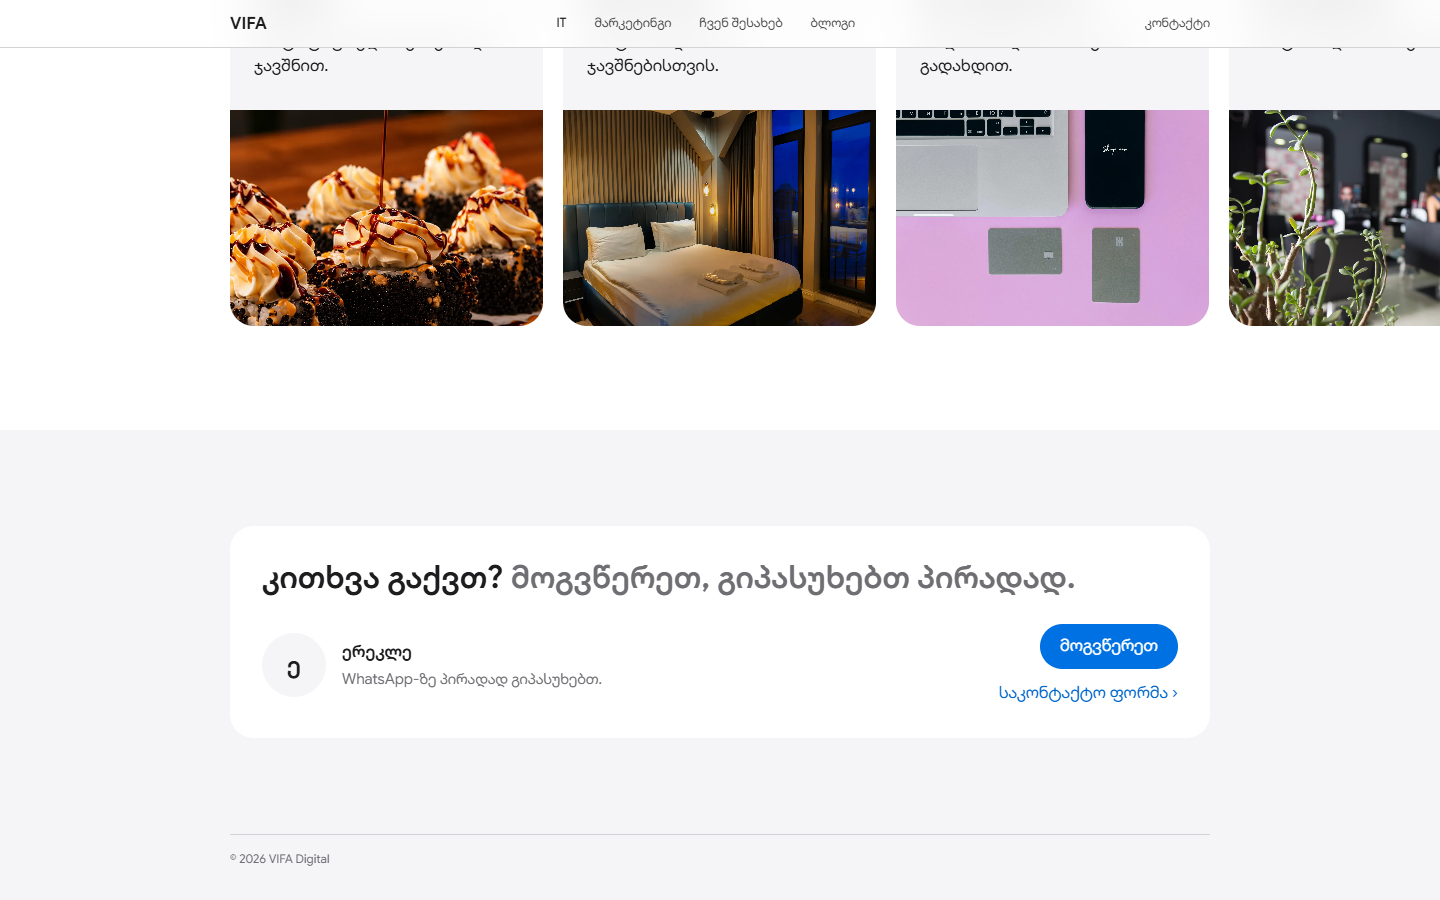 VIFA
IT
მარკეტინგი
ჩვენ შესახებ
ბლოგი
კონტაქტი
ჯავშნით.
ჯავშნებისთვის.
გადახდით.
კითხვა გაქვთ? მოგვწერეთ, გიპასუხებთ პირადად.
ე
ერეკლე
WhatsApp-ზე პირადად გიპასუხებთ.
მოგვწერეთ
საკონტაქტო ფორმა ›
© 2026 VIFA Digital